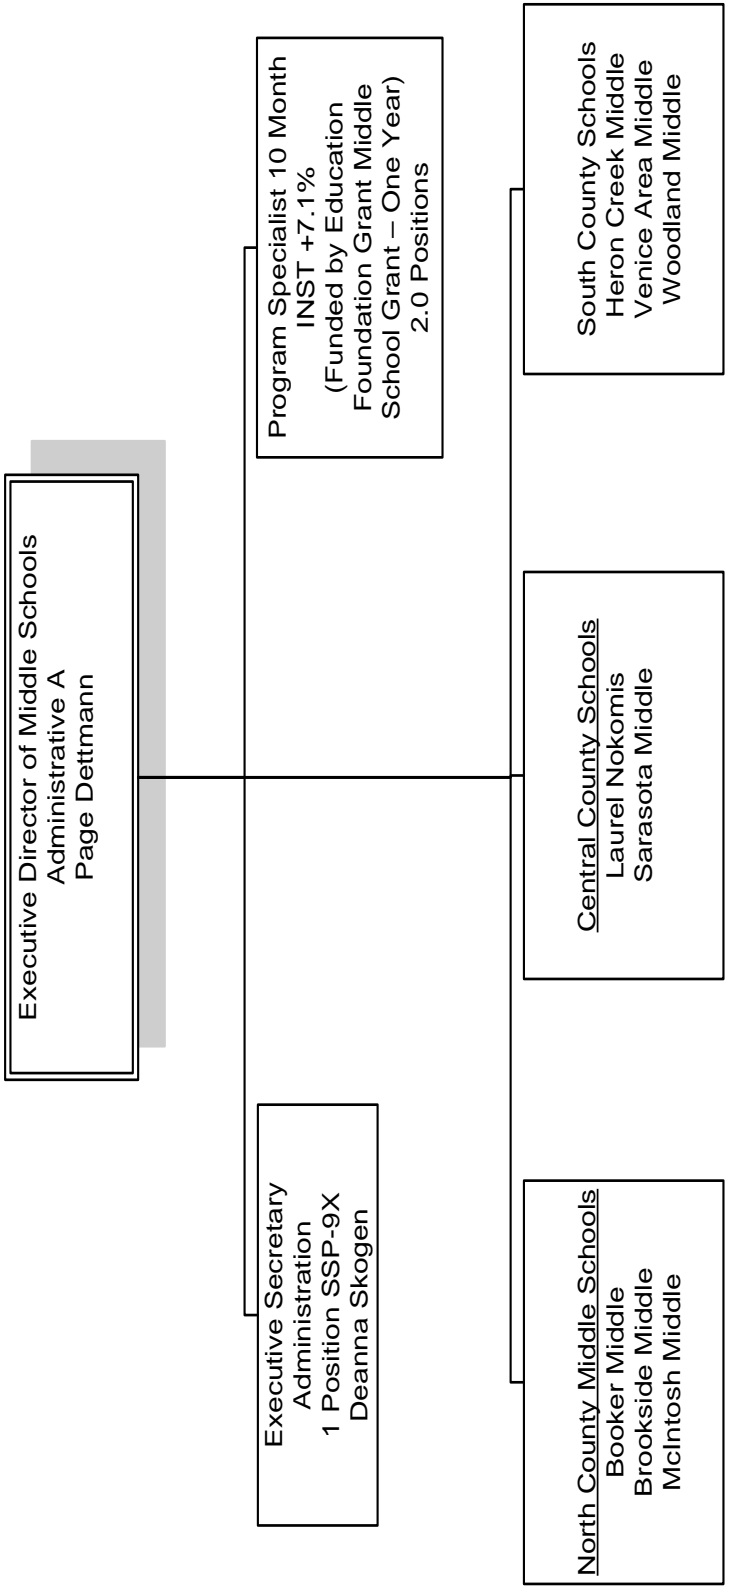 Executive Director of Middle Schools
Administrative A
Page Dettmann
Executive Secretary
Administration
1 Position SSP-9X
Deanna Skogen
Program Specialist 10 Month
INST +7.1%
(Funded by Education
Foundation Grant Middle
School Grant – One Year)
2.0 Positions
North County Middle Schools
Booker Middle
Brookside Middle
McIntosh Middle
Central County Schools
Laurel Nokomis
Sarasota Middle
South County Schools
Heron Creek Middle
Venice Area Middle
Woodland Middle